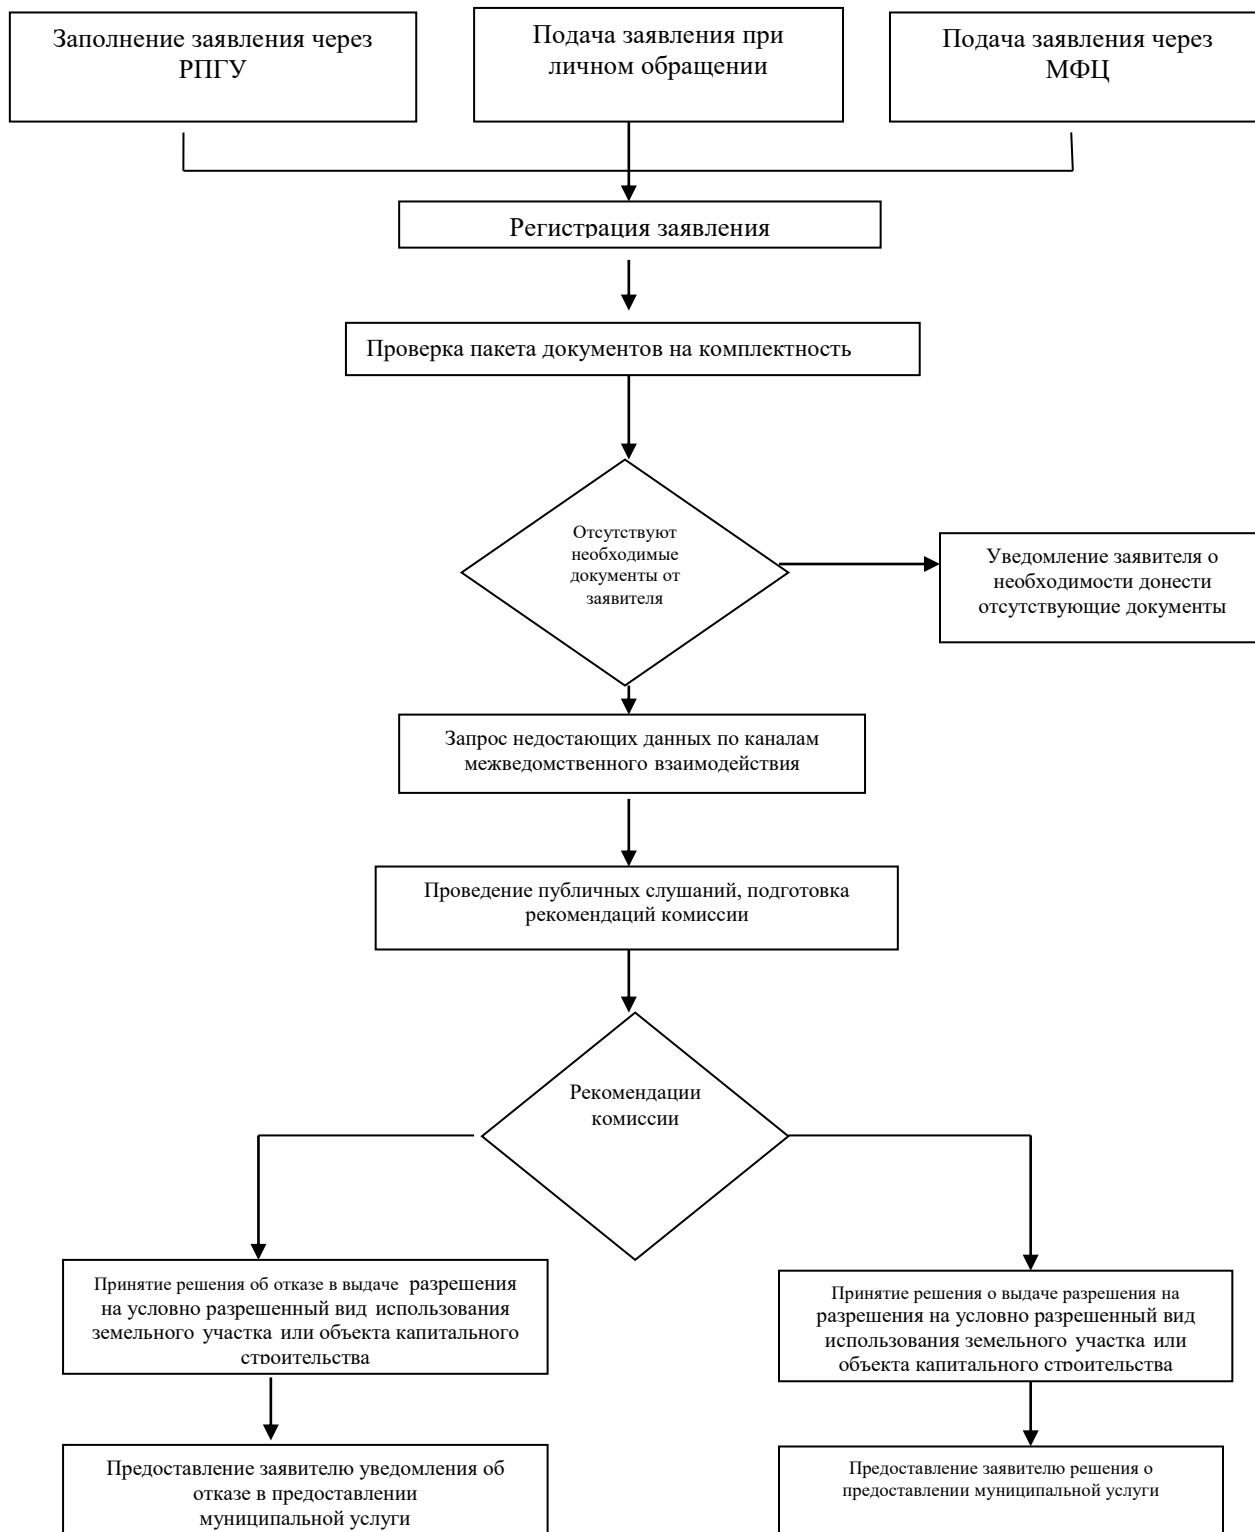 Заполнение заявления через
РПГУ
Подача заявления при
личном обращении
Подача заявления через
МФЦ
Регистрация заявления
Проверка пакета документов на комплектность
Отсутствуют
необходимые
документы от
заявителя
Уведомление заявителя о
необходимости донести
отсутствующие документы
Запрос недостающих данных по каналам
межведомственного взаимодействия
Проведение публичных слушаний, подготовка
рекомендаций комиссии
Рекомендации
комиссии
Принятие решения об отказе в выдаче разрешения
на условно разрешенный вид использования
земельного участка или объекта капитального
строительства
Принятие решения о выдаче разрешения на
разрешения на условно разрешенный вид
использования земельного участка или
объекта капитального строительства
Предоставление заявителю уведомления об
отказе в предоставлении
муниципальной услуги
Предоставление заявителю решения о
предоставлении муниципальной услуги